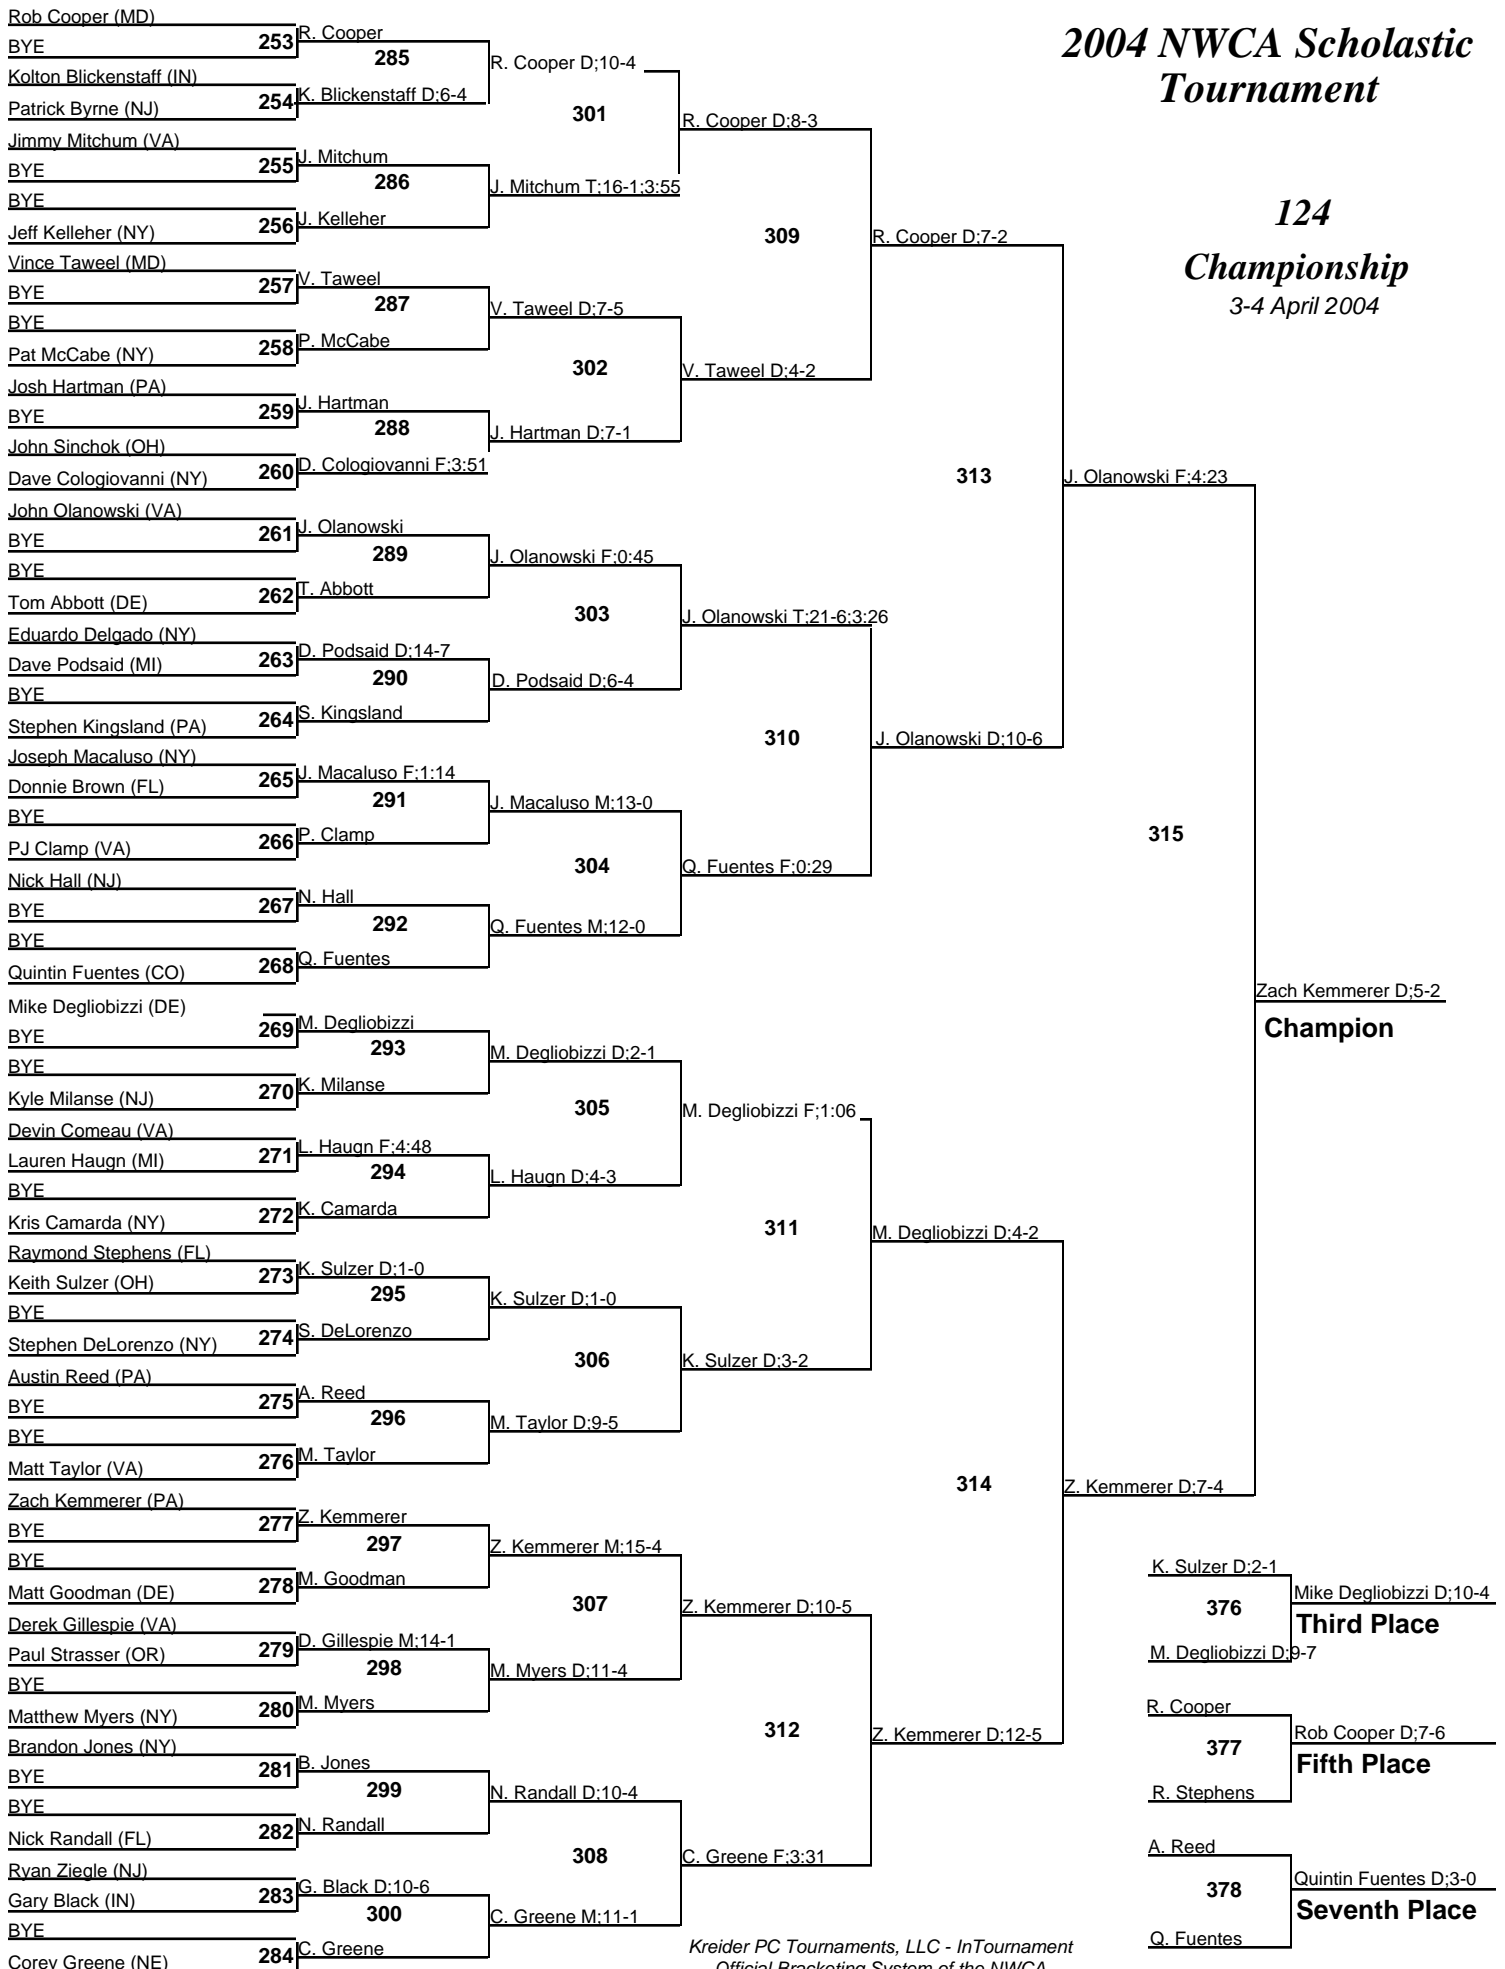 2004 NWCA Scholastic
Tournament
124
Championship
3-4 April 2004
Rob Cooper (MD)
BYE
253
Kolton Blickenstaff (IN)
Patrick Byrne (NJ)
254
Jimmy Mitchum (VA)
BYE
255
BYE
Jeff Kelleher (NY)
256
Vince Taweel (MD)
BYE
257
BYE
Pat McCabe (NY)
258
Josh Hartman (PA)
BYE
259
John Sinchok (OH)
Dave Cologiovanni (NY)
260
John Olanowski (VA)
BYE
261
BYE
Tom Abbott (DE)
262
Eduardo Delgado (NY)
Dave Podsaid (MI)
263
BYE
Stephen Kingsland (PA)
264
Joseph Macaluso (NY)
Donnie Brown (FL)
265
BYE
PJ Clamp (VA)
266
Nick Hall (NJ)
BYE
267
BYE
Quintin Fuentes (CO)
268
Mike Degliobizzi (DE)
BYE
269
BYE
Kyle Milanse (NJ)
270
Devin Comeau (VA)
Lauren Haugn (MI)
271
BYE
Kris Camarda (NY)
272
Raymond Stephens (FL)
Keith Sulzer (OH)
273
BYE
Stephen DeLorenzo (NY)
274
Austin Reed (PA)
BYE
275
BYE
Matt Taylor (VA)
276
Zach Kemmerer (PA)
BYE
277
BYE
Matt Goodman (DE)
278
Derek Gillespie (VA)
Paul Strasser (OR)
279
BYE
Matthew Myers (NY)
280
Brandon Jones (NY)
BYE
281
BYE
Nick Randall (FL)
282
Ryan Ziegle (NJ)
Gary Black (IN)
283
BYE
Corey Greene (NE)
284
R. Cooper
285
K. Blickenstaff D;6-4
J. Mitchum
286
J. Kelleher
V. Taweel
287
P. McCabe
J. Hartman
288
D. Cologiovanni F;3:51
J. Olanowski
289
T. Abbott
D. Podsaid D;14-7
290
S. Kingsland
J. Macaluso F;1:14
291
P. Clamp
N. Hall
292
Q. Fuentes
M. Degliobizzi
293
K. Milanse
L. Haugn F;4:48
294
K. Camarda
K. Sulzer D;1-0
295
S. DeLorenzo
A. Reed
296
M. Taylor
Z. Kemmerer
297
M. Goodman
D. Gillespie M;14-1
298
M. Myers
B. Jones
299
N. Randall
G. Black D;10-6
300
C. Greene
R. Cooper D;10-4
301
J. Mitchum T;16-1;3:55
V. Taweel D;7-5
302
J. Hartman D;7-1
J. Olanowski F;0:45
303
D. Podsaid D;6-4
J. Macaluso M;13-0
304
Q. Fuentes M;12-0
M. Degliobizzi D;2-1
305
L. Haugn D;4-3
K. Sulzer D;1-0
306
M. Taylor D;9-5
Z. Kemmerer M;15-4
307
M. Myers D;11-4
N. Randall D;10-4
308
C. Greene M;11-1
R. Cooper D;8-3
309
V. Taweel D;4-2
J. Olanowski T;21-6;3:26
310
Q. Fuentes F;0:29
M. Degliobizzi F;1:06
311
K. Sulzer D;3-2
Z. Kemmerer D;10-5
312
C. Greene F;3:31
R. Cooper D;7-2
313
J. Olanowski D;10-6
M. Degliobizzi D;4-2
314
Z. Kemmerer D;12-5
J. Olanowski F;4:23
315
Z. Kemmerer D;7-4
Zach Kemmerer D;5-2
Champion
K. Sulzer D;2-1
376
M. Degliobizzi D;9-7
Mike Degliobizzi D;10-4
Third Place
R. Cooper
377
R. Stephens
Rob Cooper D;7-6
Fifth Place
A. Reed
378
Q. Fuentes
Quintin Fuentes D;3-0
Seventh Place
Kreider PC Tournaments, LLC - InTournament
Official Bracketing System of the NWCA